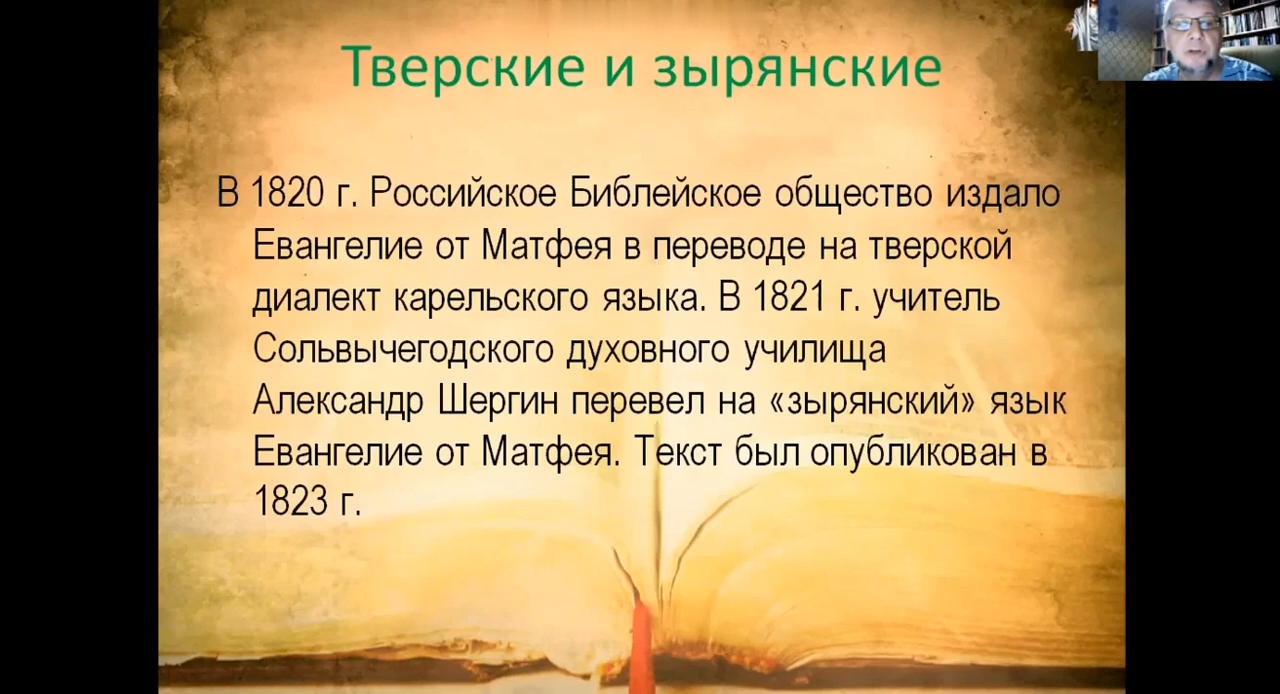 Тверские и зырянские
В 1820 г. Российское Библейское общество издало
Евангелие от Матфея в переводе на тверской
диалект карельского языка. В 1821 г. учитель
Сольвычегодского духовного училища
Александр Шергин перевел на «зырянский» язык
Евангелие от Матфея. Текст был опубликован в
1823 г.